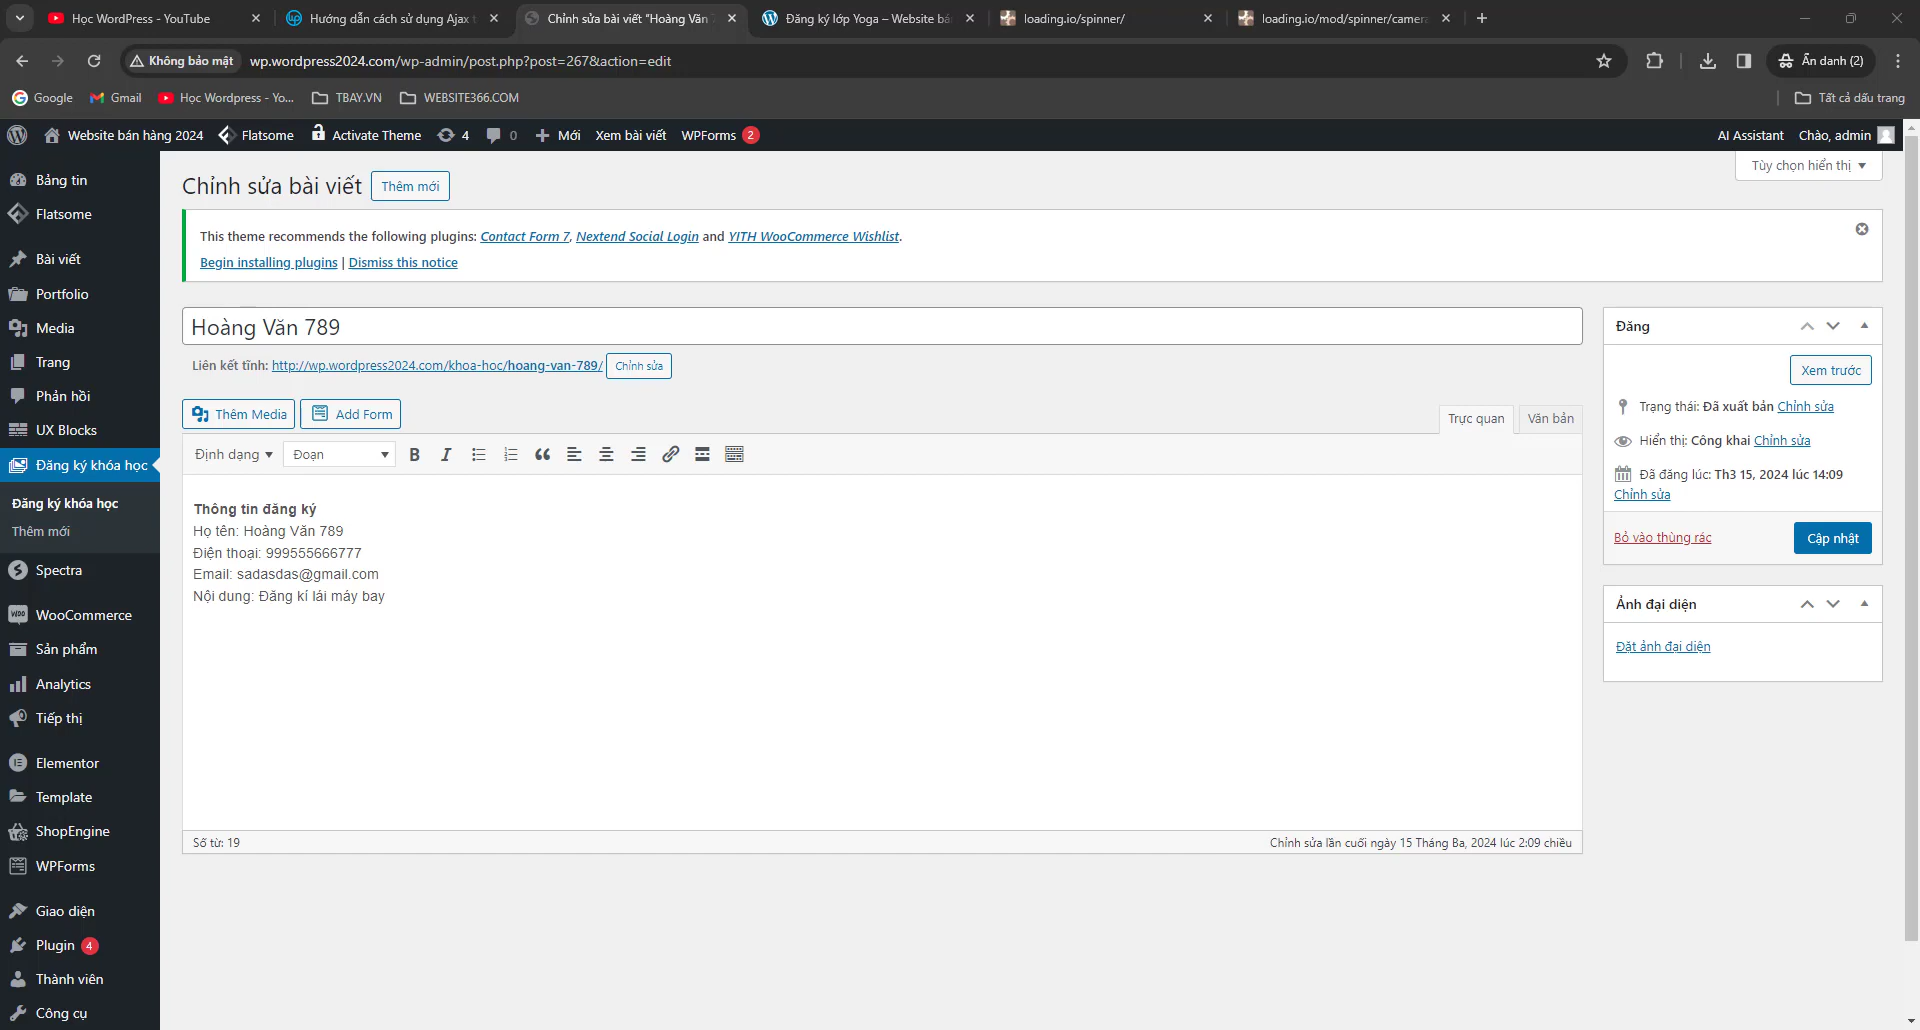 Học WordPress - YouTube
Hướng dẫn cách sử dụng Ajax t
Chỉnh sửa bài viết "Hoàng Văn
Đăng ký lớp Yoga – Website bá
loading.io/spinner/
loading.io/mod/spinner/camera
Không bảo mật
wp.wordpress2024.com/wp-admin/post.php?post=267&action=edit
Ẩn danh (2)
Google
Gmail
Học Wordpress - Yo...
TBAY.VN
WEBSITE366.COM
Tất cả dấu trang
Website bán hàng 2024
Flatsome
Activate Theme
4
0
Mới
Xem bài viết
WPForms 2
AI Assistant
Chào, admin
Bảng tin
Flatsome
Bài viết
Portfolio
Media
Trang
Phản hồi
UX Blocks
Đăng ký khóa học
Đăng ký khóa học
Thêm mới
Spectra
WooCommerce
Sản phẩm
Analytics
Tiếp thị
Elementor
Template
ShopEngine
WPForms
Giao diện
Plugin 4
Thành viên
Công cụ
Tùy chọn hiển thị
Chỉnh sửa bài viết
Thêm mới
This theme recommends the following plugins: Contact Form 7, Nextend Social Login and YITH WooCommerce Wishlist.
Begin installing plugins | Dismiss this notice
Hoàng Văn 789
Liên kết tĩnh: http://wp.wordpress2024.com/khoa-hoc/hoang-van-789/ Chỉnh sửa
Thêm Media
Add Form
Trực quan
Văn bản
Định dạng
Đoạn
B I
Thông tin đăng ký
Họ tên: Hoàng Văn 789
Điện thoại: 999555666777
Email: sadasdas@gmail.com
Nội dung: Đăng kí lái máy bay
Số từ: 19
Chỉnh sửa lần cuối ngày 15 Tháng Ba, 2024 lúc 2:09 chiều
Đăng
Xem trước
Trạng thái: Đã xuất bản Chỉnh sửa
Hiển thị: Công khai Chỉnh sửa
Đã đăng lúc: Th3 15, 2024 lúc 14:09
Chỉnh sửa
Bỏ vào thùng rác
Cập nhật
Ảnh đại diện
Đặt ảnh đại diện